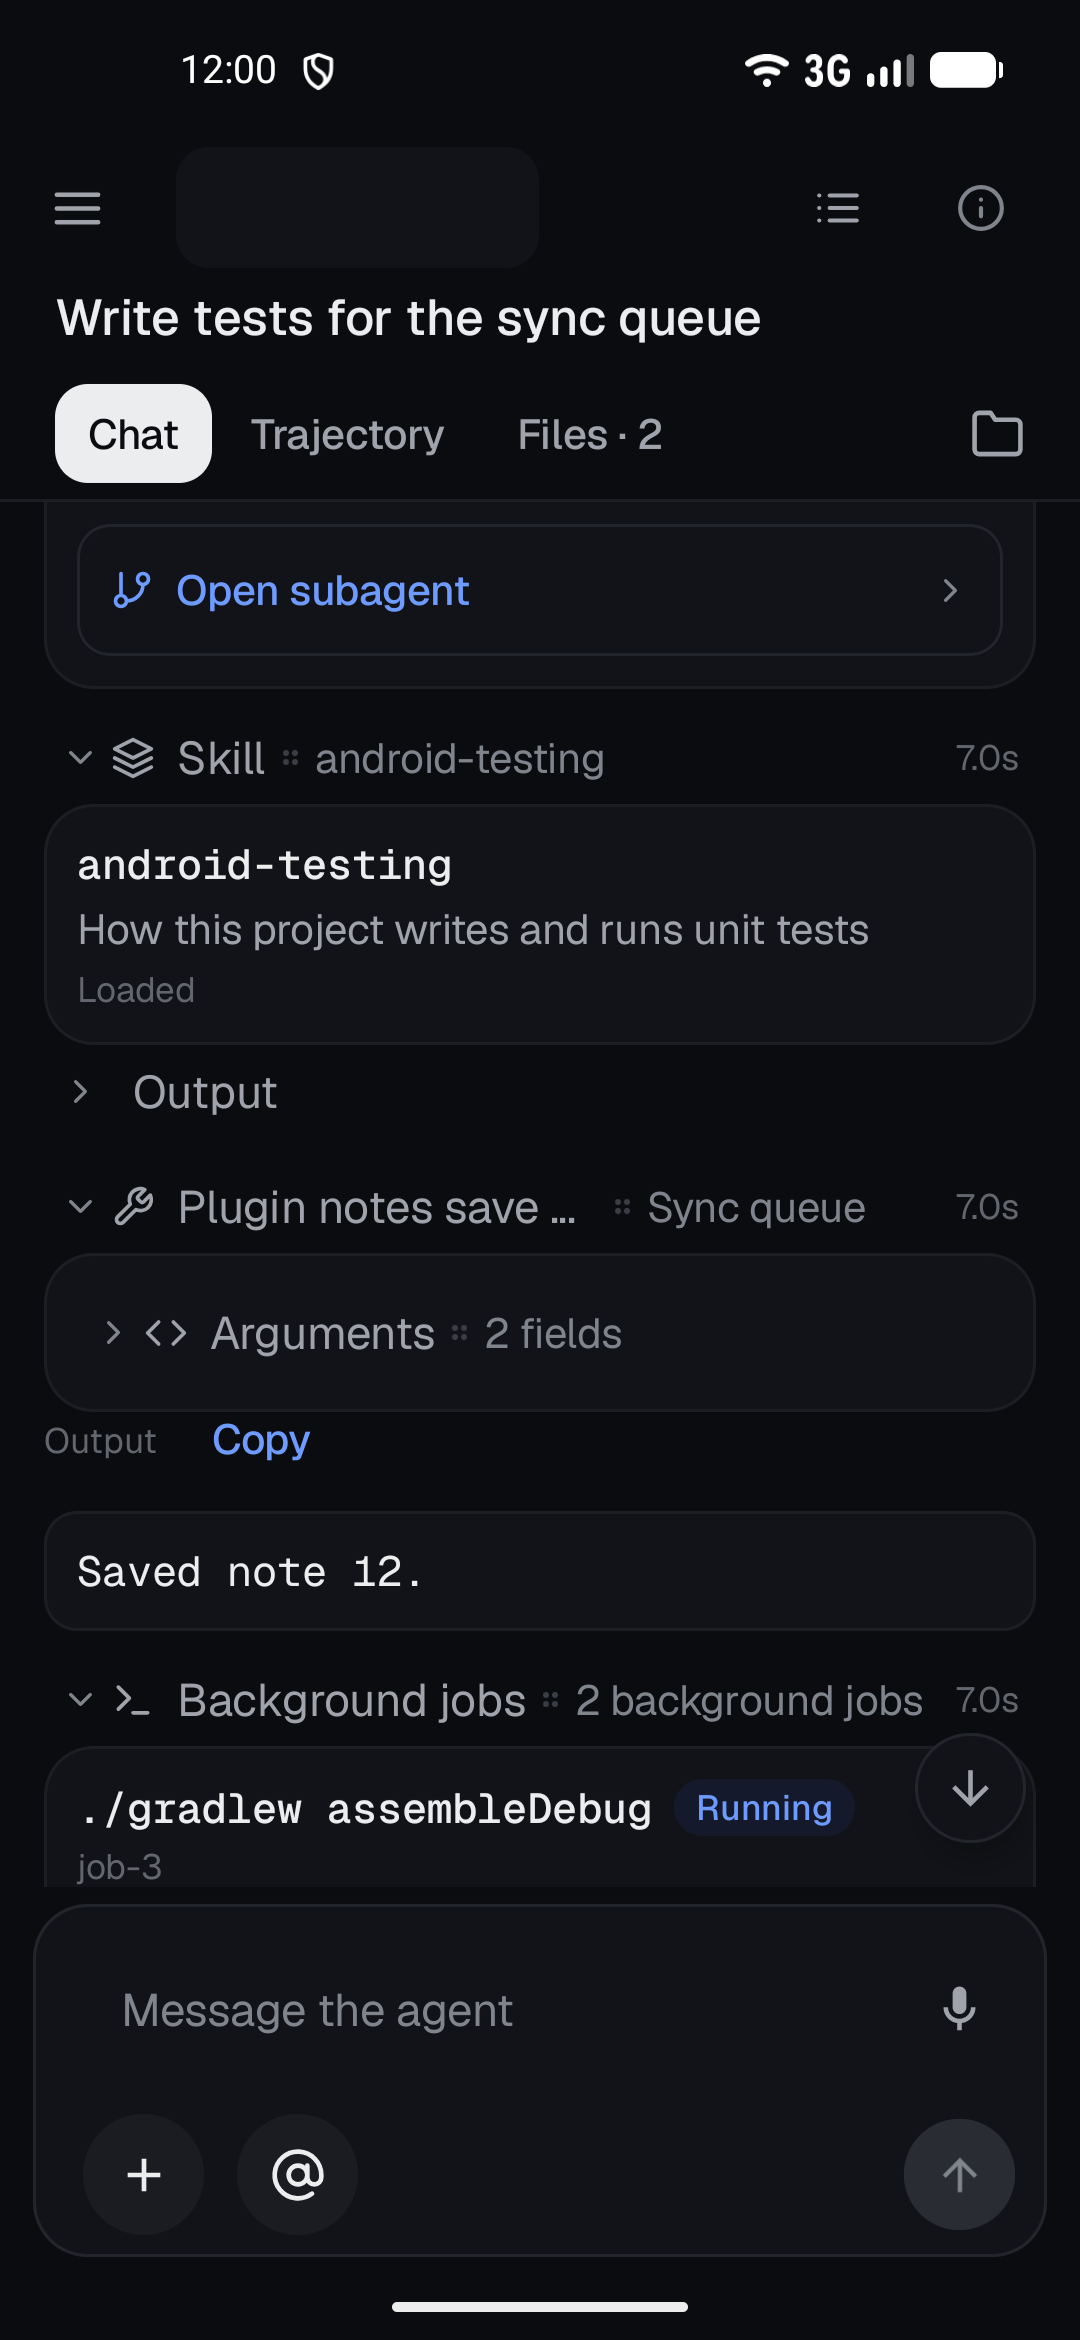 12:00
3G
Write tests for the sync queue
Chat
Trajectory
Files · 2
Open subagent
Skill android-testing 7.0s
android-testing
How this project writes and runs unit tests
Loaded
Output
Plugin notes save ... Sync queue 7.0s
Arguments 2 fields
Output Copy
Saved note 12.
Background jobs 2 background jobs 7.0s
./gradlew assembleDebug Running
job-3
Message the agent